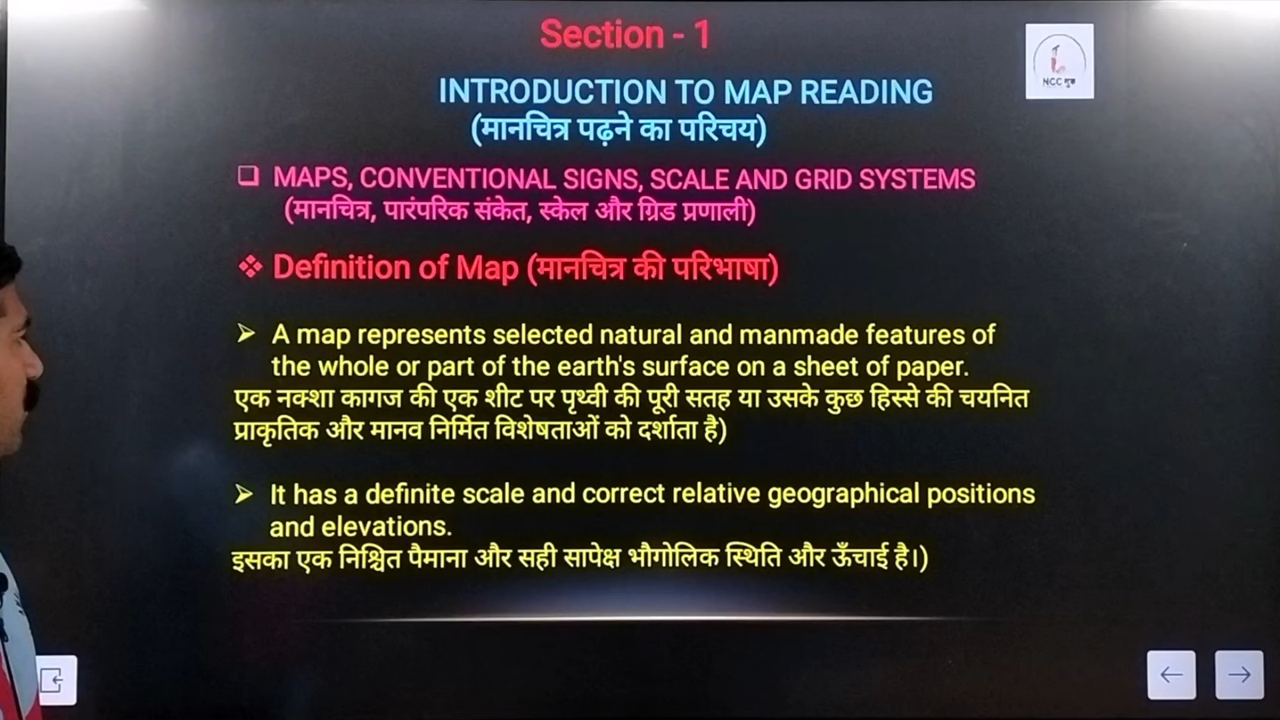 Section - 1
NCC गुरु
INTRODUCTION TO MAP READING
(मानचित्र पढ़ने का परिचय)
❑ MAPS, CONVENTIONAL SIGNS, SCALE AND GRID SYSTEMS
(मानचित्र, पारंपरिक संकेत, स्केल और ग्रिड प्रणाली)
❖ Definition of Map (मानचित्र की परिभाषा)
➢ A map represents selected natural and manmade features of
the whole or part of the earth's surface on a sheet of paper.
एक नक्शा कागज की एक शीट पर पृथ्वी की पूरी सतह या उसके कुछ हिस्से की चयनित
प्राकृतिक और मानव निर्मित विशेषताओं को दर्शाता है)
➢ It has a definite scale and correct relative geographical positions
and elevations.
इसका एक निश्चित पैमाना और सही सापेक्ष भौगोलिक स्थिति और ऊँचाई है।)